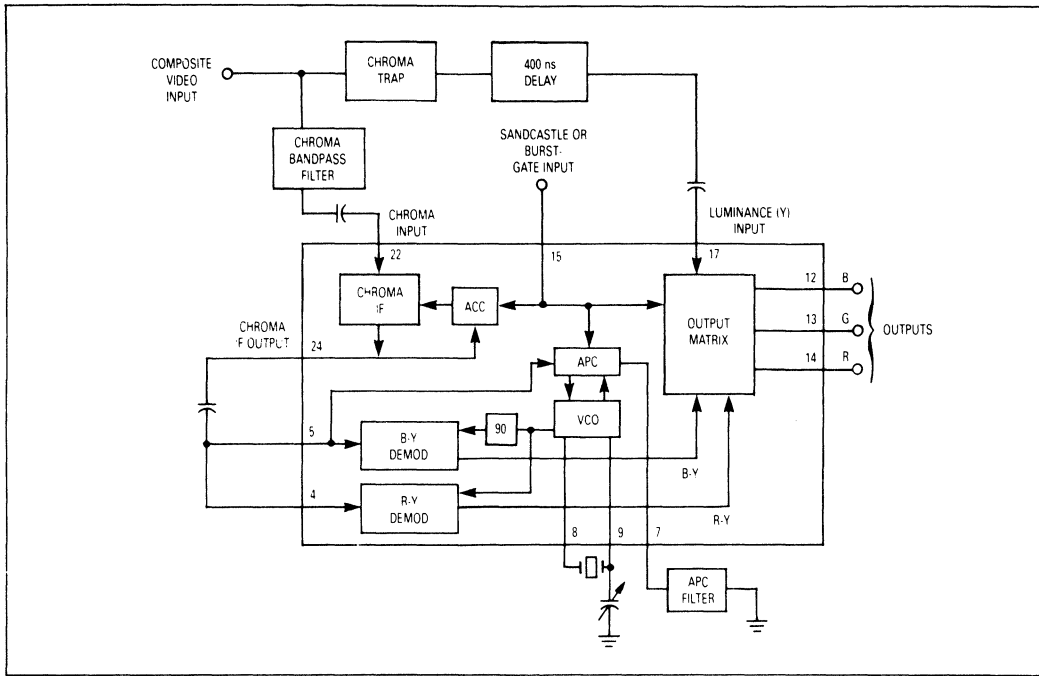 COMPOSITE
VIDEO
INPUT
CHROMA
TRAP
400 ns
DELAY
CHROMA
BANDPASS
FILTER
SANDCASTLE OR
BURST-
GATE INPUT
CHROMA
INPUT
LUMINANCE (Y)
INPUT
22
15
17
CHROMA
IF
ACC
OUTPUT
MATRIX
12 B
13 G
14 R
OUTPUTS
CHROMA
IF OUTPUT
24
APC
VCO
90
5
B-Y
DEMOD
B-Y
4
R-Y
DEMOD
R-Y
8
9
7
APC
FILTER